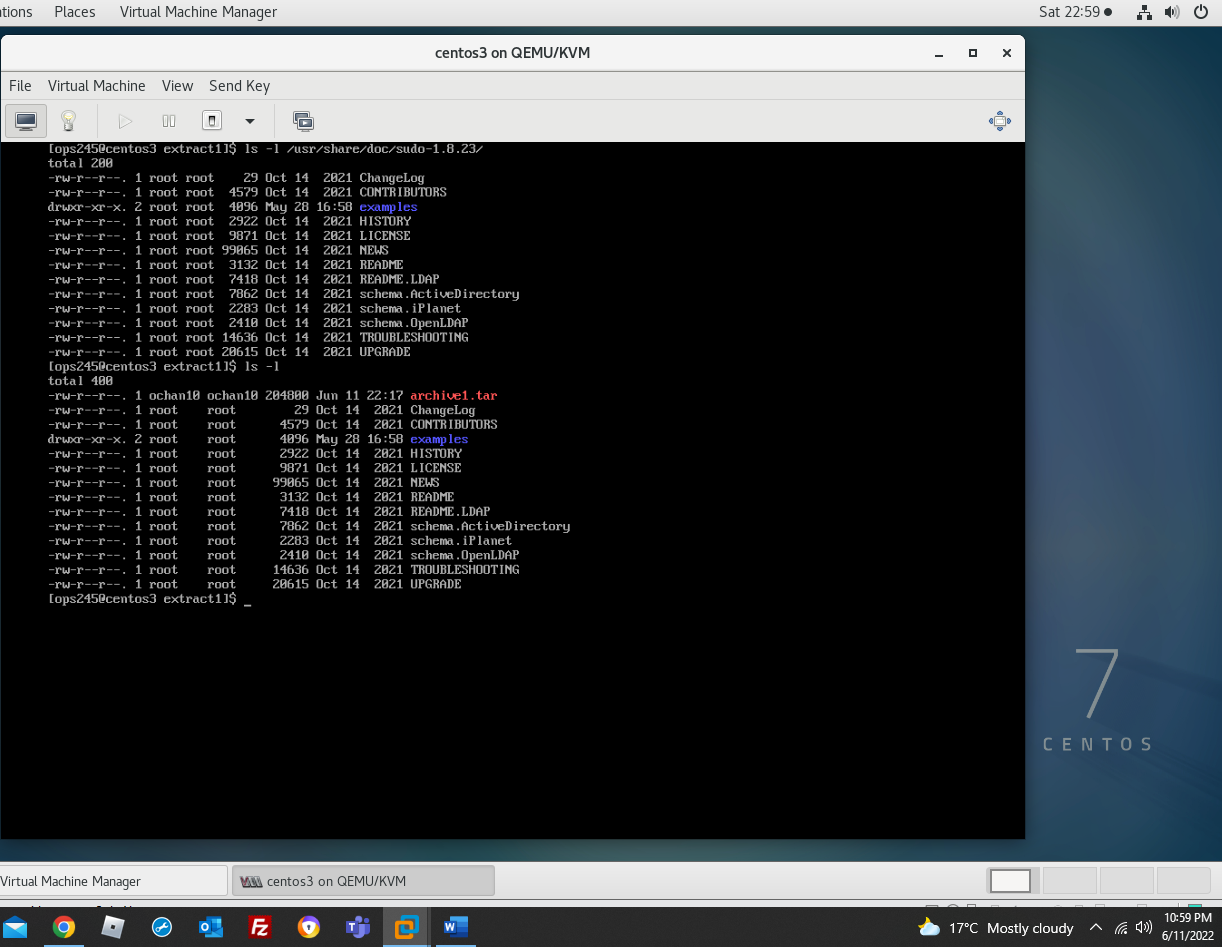 ations Places Virtual Machine Manager Sat 22:59
centos3 on QEMU/KVM
File Virtual Machine View Send Key
[ops245@centos3 extract1]$ ls -l /usr/share/doc/sudo-1.8.23/
total 200
-rw-r--r--. 1 root root    29 Oct 14  2021 ChangeLog
-rw-r--r--. 1 root root  4579 Oct 14  2021 CONTRIBUTORS
drwxr-xr-x. 2 root root  4096 May 28 16:58 examples
-rw-r--r--. 1 root root  2922 Oct 14  2021 HISTORY
-rw-r--r--. 1 root root  9871 Oct 14  2021 LICENSE
-rw-r--r--. 1 root root 99065 Oct 14  2021 NEWS
-rw-r--r--. 1 root root  3132 Oct 14  2021 README
-rw-r--r--. 1 root root  7418 Oct 14  2021 README.LDAP
-rw-r--r--. 1 root root  7862 Oct 14  2021 schema.ActiveDirectory
-rw-r--r--. 1 root root  2283 Oct 14  2021 schema.iPlanet
-rw-r--r--. 1 root root  2410 Oct 14  2021 schema.OpenLDAP
-rw-r--r--. 1 root root 14636 Oct 14  2021 TROUBLESHOOTING
-rw-r--r--. 1 root root 20615 Oct 14  2021 UPGRADE
[ops245@centos3 extract1]$ ls -l
total 400
-rw-r--r--. 1 ochan10 ochan10 204800 Jun 11 22:17 archive1.tar
-rw-r--r--. 1 root    root        29 Oct 14  2021 ChangeLog
-rw-r--r--. 1 root    root      4579 Oct 14  2021 CONTRIBUTORS
drwxr-xr-x. 2 root    root      4096 May 28 16:58 examples
-rw-r--r--. 1 root    root      2922 Oct 14  2021 HISTORY
-rw-r--r--. 1 root    root      9871 Oct 14  2021 LICENSE
-rw-r--r--. 1 root    root     99065 Oct 14  2021 NEWS
-rw-r--r--. 1 root    root      3132 Oct 14  2021 README
-rw-r--r--. 1 root    root      7418 Oct 14  2021 README.LDAP
-rw-r--r--. 1 root    root      7862 Oct 14  2021 schema.ActiveDirectory
-rw-r--r--. 1 root    root      2283 Oct 14  2021 schema.iPlanet
-rw-r--r--. 1 root    root      2410 Oct 14  2021 schema.OpenLDAP
-rw-r--r--. 1 root    root     14636 Oct 14  2021 TROUBLESHOOTING
-rw-r--r--. 1 root    root     20615 Oct 14  2021 UPGRADE
[ops245@centos3 extract1]$ _
7
CENTOS
Virtual Machine Manager centos3 on QEMU/KVM
17°C Mostly cloudy 10:59 PM
6/11/2022